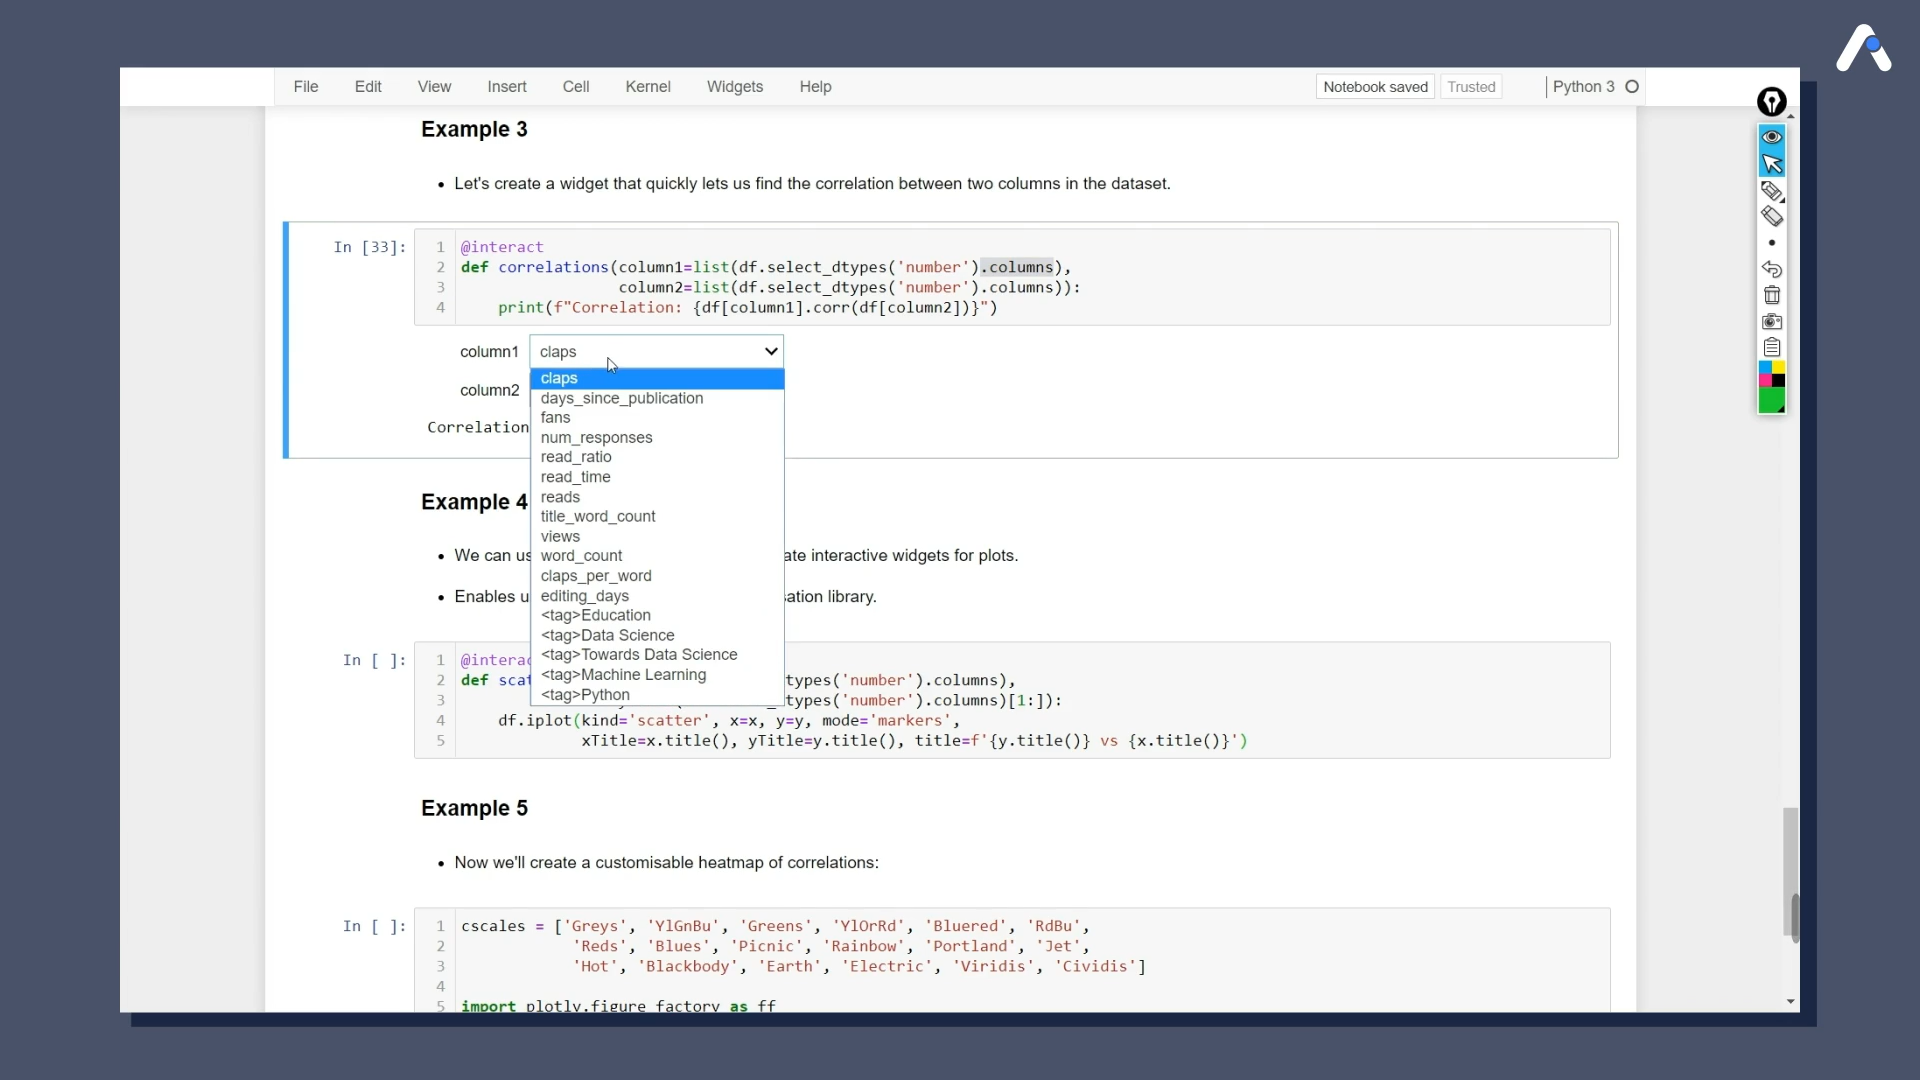 File Edit View Insert Cell Kernel Widgets Help Notebook saved Trusted Python 3
Example 3
Let's create a widget that quickly lets us find the correlation between two columns in the dataset.
In [33]:
1 @interact
2 def correlations(column1=list(df.select_dtypes('number').columns),
3 column2=list(df.select_dtypes('number').columns)):
4 print(f"Correlation: {df[column1].corr(df[column2])}")
column1 claps
column2
Correlation
claps
days_since_publication
fans
num_responses
read_ratio
read_time
reads
title_word_count
views
word_count
claps_per_word
editing_days
<tag>Education
<tag>Data Science
<tag>Towards Data Science
<tag>Machine Learning
<tag>Python
Example 4
We can us ate interactive widgets for plots.
Enables u sation library.
In [ ]:
1 @interac
2 def scat types('number').columns),
3 _types('number').columns)[1:]):
4 df.iplot(kind='scatter', x=x, y=y, mode='markers',
5 xTitle=x.title(), yTitle=y.title(), title=f'{y.title()} vs {x.title()}')
Example 5
Now we'll create a customisable heatmap of correlations:
In [ ]:
1 cscales = ['Greys', 'YlGnBu', 'Greens', 'YlOrRd', 'Bluered', 'RdBu',
2 'Reds', 'Blues', 'Picnic', 'Rainbow', 'Portland', 'Jet',
3 'Hot', 'Blackbody', 'Earth', 'Electric', 'Viridis', 'Cividis']
4
5 import plotly.figure_factory as ff